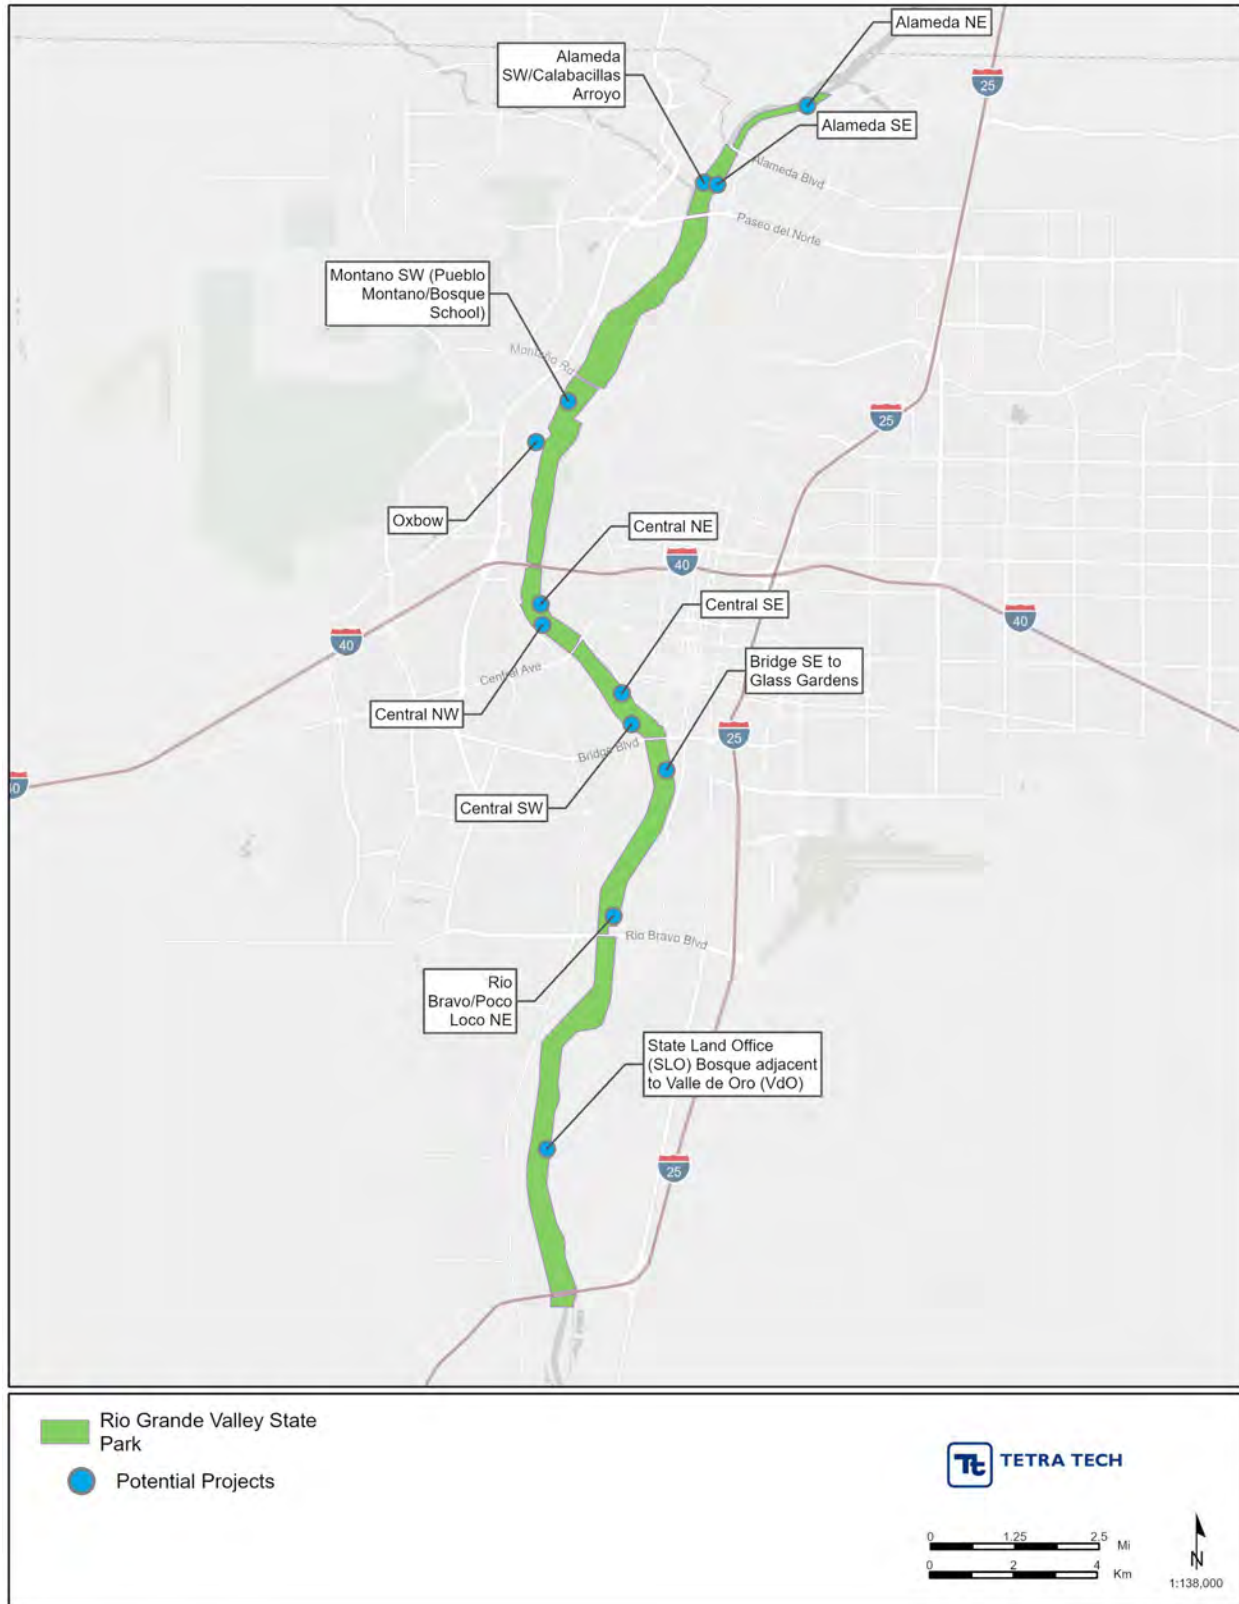 Alameda NE
Alameda
SW/Calabacillas
Arroyo
25
Alameda SE
Alameda Blvd
Paseo del Norte
Montano SW (Pueblo
Montano/Bosque
School)
Montaño Rd
25
Oxbow
Central NE
40
Central SE
40
40
Bridge SE to
Glass Gardens
Central Ave
Central NW
25
Bridge Blvd
40
Central SW
Rio Bravo Blvd
Rio
Bravo/Poco
Loco NE
State Land Office
(SLO) Bosque adjacent
to Valle de Oro (VdO)
25
Rio Grande Valley State
Park
Potential Projects
Tt TETRA TECH
0 1.25 2.5
Mi
0 2 4
Km
N
1:138,000